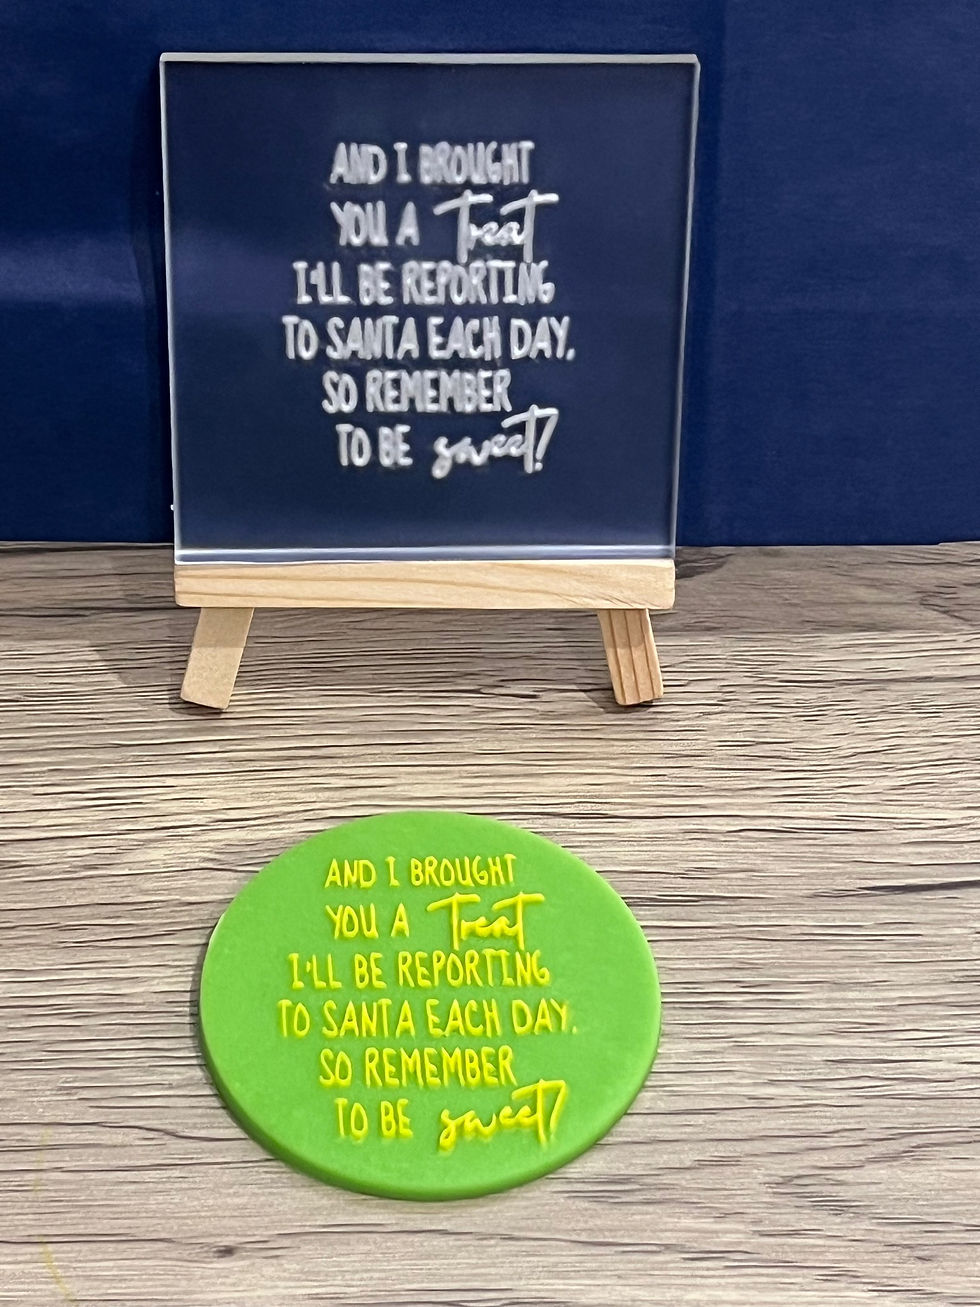 AND I BROUGHT
YOU A Treat
I'LL BE REPORTING
TO SANTA EACH DAY.
SO REMEMBER
TO BE sweet!
AND I BROUGHT
YOU A Treat
I'LL BE REPORTING
TO SANTA EACH DAY.
SO REMEMBER
TO BE sweet!